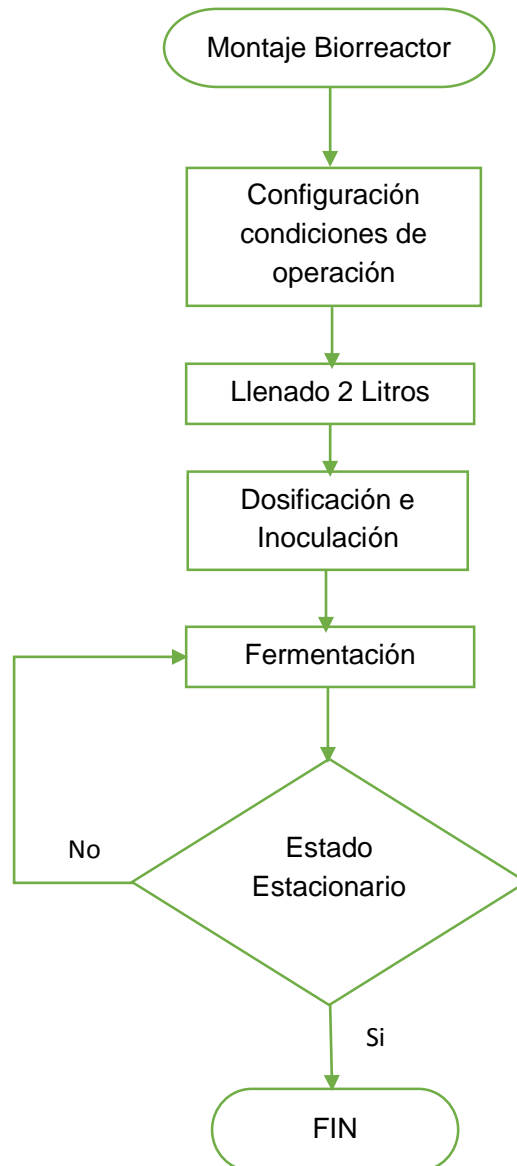 Montaje Biorreactor
Configuración
condiciones de
operación
Llenado 2 Litros
Dosificación e
Inoculación
Fermentación
No
Estado
Estacionario
Si
FIN